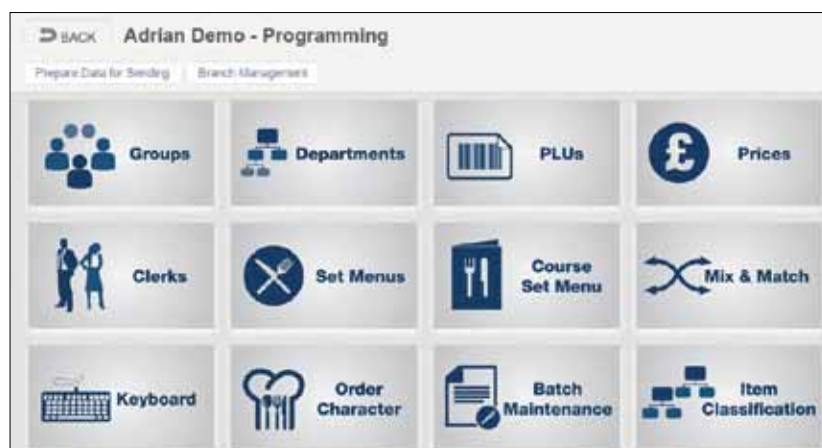 BACK Adrian Demo - Programming
Prepare Data for Sending Branch Management
Groups Departments PLUs Prices
Clerks Set Menus Course Set Menu Mix & Match
Keyboard Order Character Batch Maintenance Item Classification